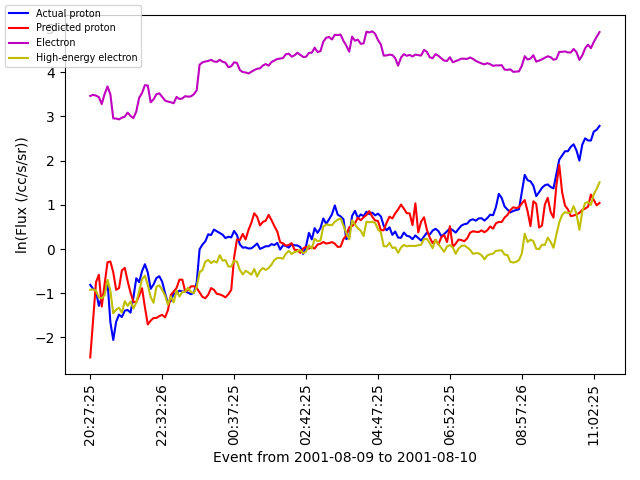 Actual proton
Predicted proton
Electron
High-energy electron
ln(Flux (/cc/s/sr))
4
3
2
1
0
−1
−2
20:27:25
22:32:26
00:37:25
02:42:25
04:47:25
06:52:25
08:57:26
11:02:25
Event from 2001-08-09 to 2001-08-10